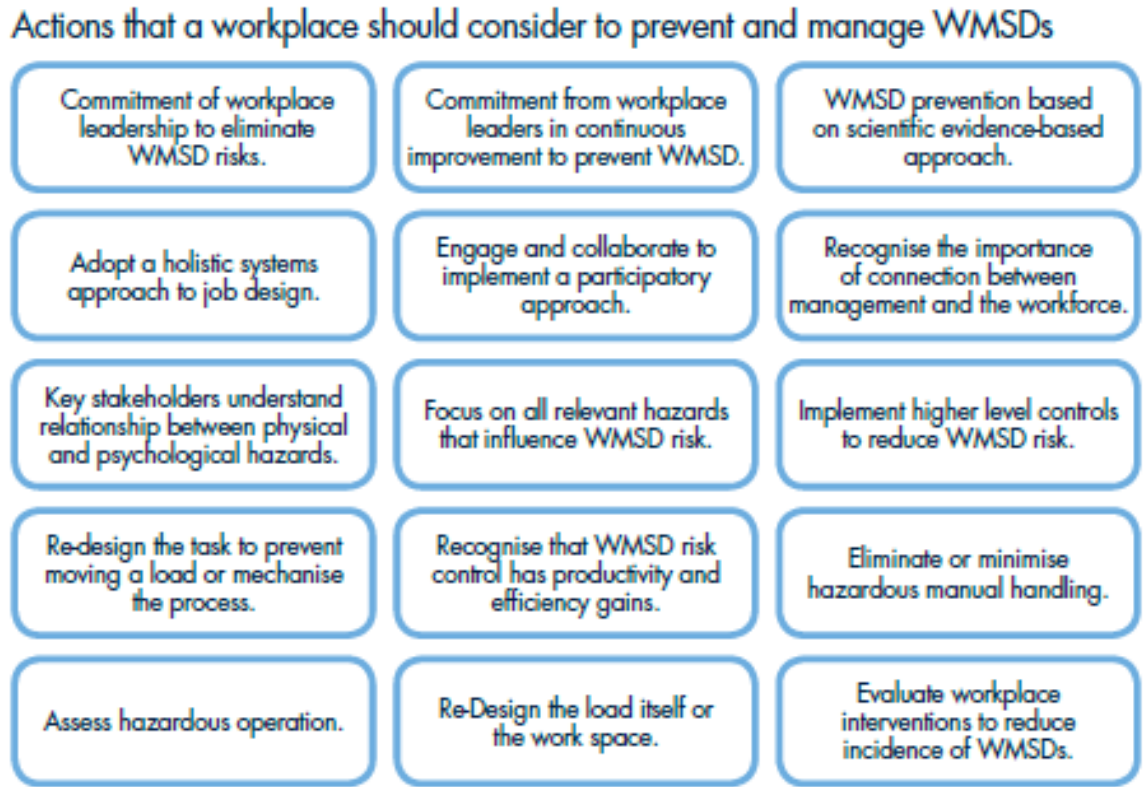 Actions that a workplace should consider to prevent and manage WMSDs
Commitment of workplace
leadership to eliminate
WMSD risks.
Commitment from workplace
leaders in continuous
improvement to prevent WMSD.
WMSD prevention based
on scientific evidence-based
approach.
Adopt a holistic systems
approach to job design.
Engage and collaborate to
implement a participatory
approach.
Recognise the importance
of connection between
management and the workforce.
Key stakeholders understand
relationship between physical
and psychological hazards.
Focus on all relevant hazards
that influence WMSD risk.
Implement higher level controls
to reduce WMSD risk.
Re-design the task to prevent
moving a load or mechanise
the process.
Recognise that WMSD risk
control has productivity and
efficiency gains.
Eliminate or minimise
hazardous manual handling.
Assess hazardous operation.
Re-Design the load itself or
the work space.
Evaluate workplace
interventions to reduce
incidence of WMSDs.